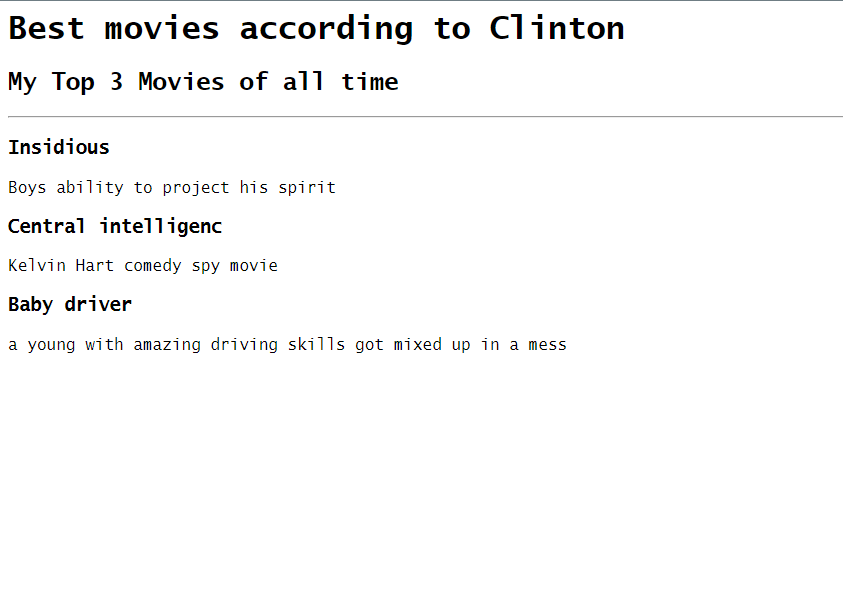 Best movies according to Clinton
My Top 3 Movies of all time
Insidious
Boys ability to project his spirit
Central intelligenc
Kelvin Hart comedy spy movie
Baby driver
a young with amazing driving skills got mixed up in a mess